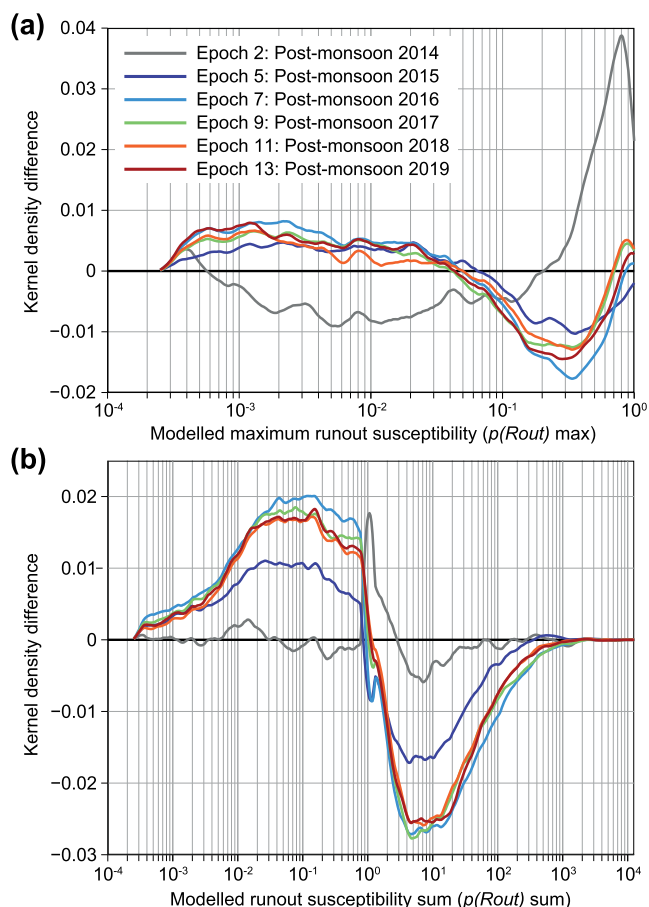 (a)
0.04
0.03
0.02
0.01
0
−0.01
−0.02
Kernel density difference
Epoch 2: Post-monsoon 2014
Epoch 5: Post-monsoon 2015
Epoch 7: Post-monsoon 2016
Epoch 9: Post-monsoon 2017
Epoch 11: Post-monsoon 2018
Epoch 13: Post-monsoon 2019
10⁻⁴ 10⁻³ 10⁻² 10⁻¹ 10⁰
Modelled maximum runout susceptibility (p(Rout) max)
(b)
0.02
0.01
0
−0.01
−0.02
−0.03
Kernel density difference
10⁻⁴ 10⁻³ 10⁻² 10⁻¹ 10⁰ 10¹ 10² 10³ 10⁴
Modelled runout susceptibility sum (p(Rout) sum)